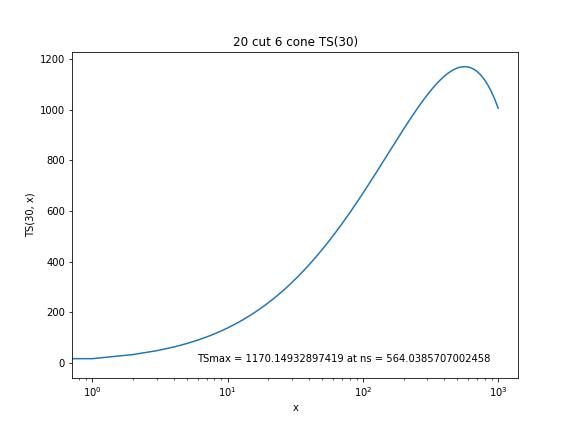 20 cut 6 cone TS(30)
1200
1000
800
600
400
200
0
TS(30, x)
TSmax = 1170.14932897419 at ns = 564.0385707002458
10⁰ 10¹ 10² 10³
x